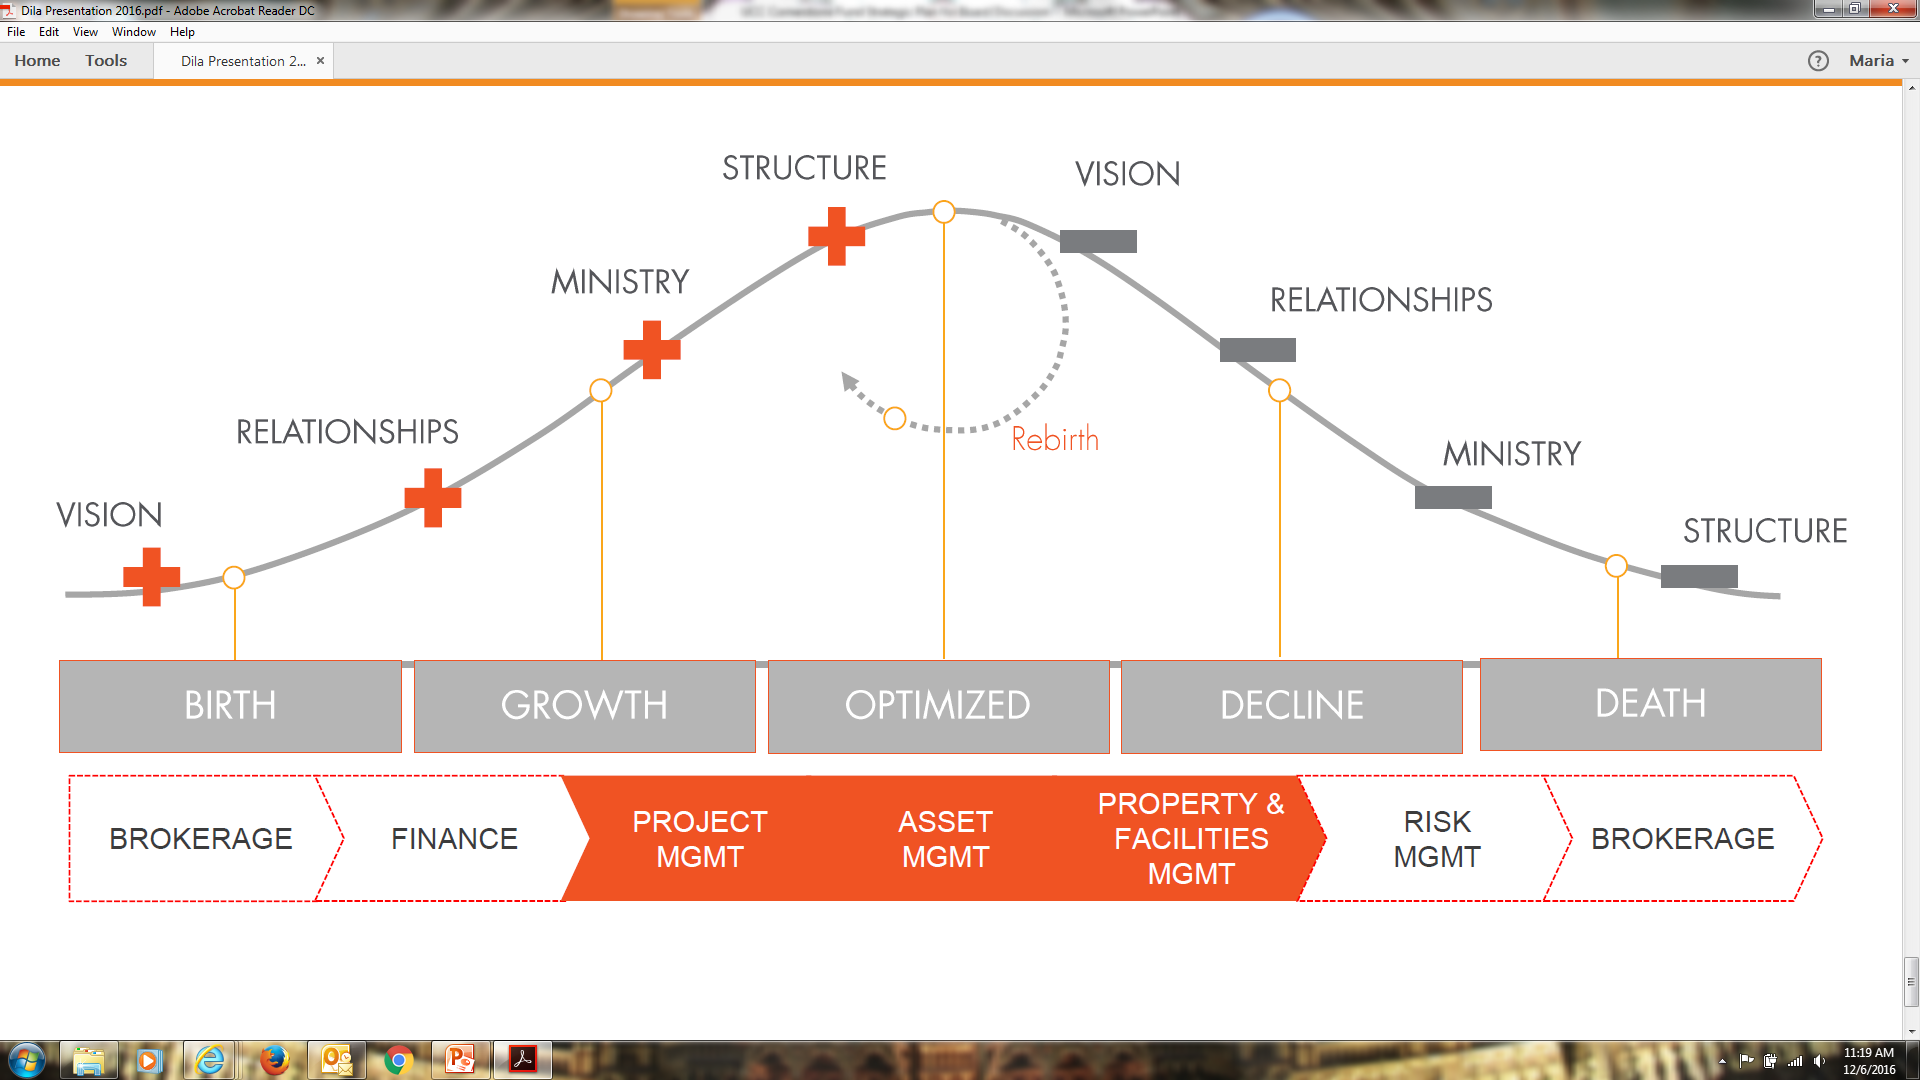 Dila Presentation 2016.pdf - Adobe Acrobat Reader DC
File Edit View Window Help
Home Tools Dila Presentation 2... × ? Maria
STRUCTURE
VISION
MINISTRY
RELATIONSHIPS
RELATIONSHIPS
Rebirth
MINISTRY
VISION
STRUCTURE
BIRTH GROWTH OPTIMIZED DECLINE DEATH
BROKERAGE
FINANCE
PROJECT
MGMT
ASSET
MGMT
PROPERTY &
FACILITIES
MGMT
RISK
MGMT
BROKERAGE
11:19 AM
12/6/2016